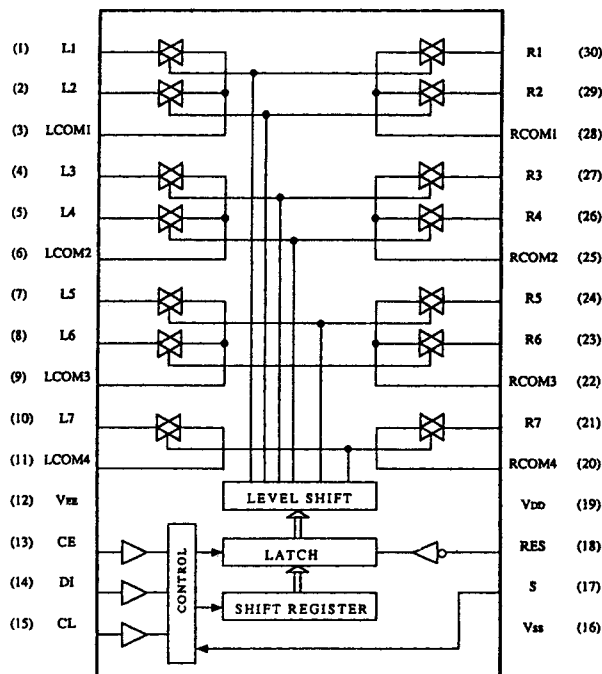 (1) L1 R1 (30)
(2) L2 R2 (29)
(3) LCOM1 RCOM1 (28)
(4) L3 R3 (27)
(5) L4 R4 (26)
(6) LCOM2 RCOM2 (25)
(7) L5 R5 (24)
(8) L6 R6 (23)
(9) LCOM3 RCOM3 (22)
(10) L7 R7 (21)
(11) LCOM4 RCOM4 (20)
(12) VEE LEVEL SHIFT VDD (19)
(13) CE LATCH RES (18)
(14) DI CONTROL SHIFT REGISTER S (17)
(15) CL Vss (16)